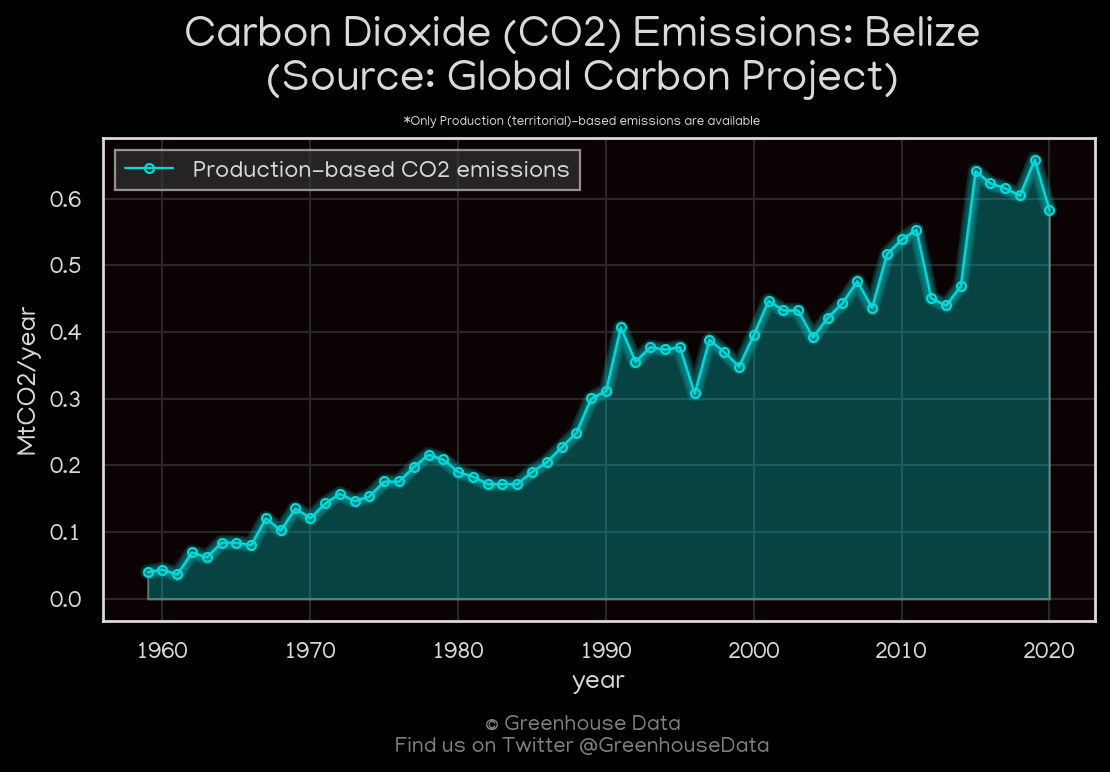 Carbon Dioxide (CO2) Emissions: Belize
(Source: Global Carbon Project)
*Only Production (territorial)-based emissions are available
Production-based CO2 emissions
0.6
0.5
0.4
0.3
0.2
0.1
0.0
MtCO2/year
1960 1970 1980 1990 2000 2010 2020
year
© Greenhouse Data
Find us on Twitter @GreenhouseData